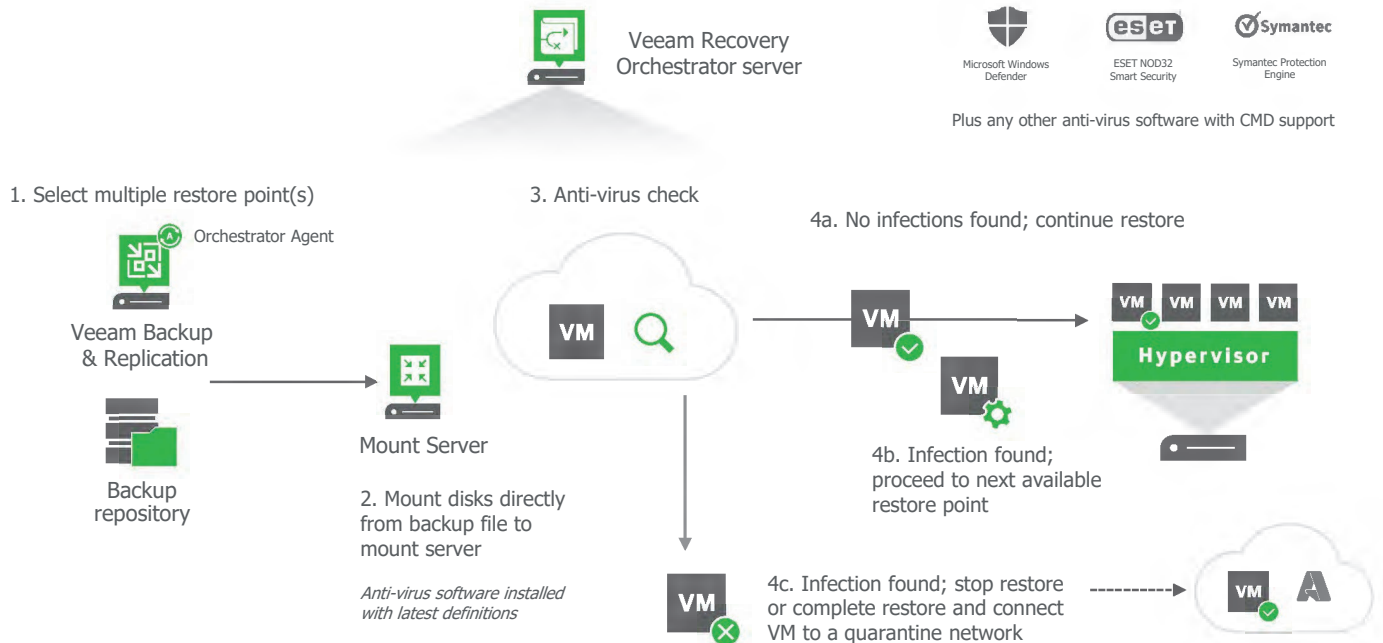 Veeam Recovery
Orchestrator server
eseT
Symantec
Microsoft Windows
Defender
ESET NOD32
Smart Security
Symantec Protection
Engine
Plus any other anti-virus software with CMD support
1. Select multiple restore point(s)
A
Orchestrator Agent
Veeam Backup
& Replication
Backup
repository
Mount Server
2. Mount disks directly
from backup file to
mount server
Anti-virus software installed
with latest definitions
3. Anti-virus check
VM
4a. No infections found; continue restore
VM
VM VM VM VM
Hypervisor
VM
4b. Infection found;
proceed to next available
restore point
VM
4c. Infection found; stop restore
or complete restore and connect
VM to a quarantine network
VM